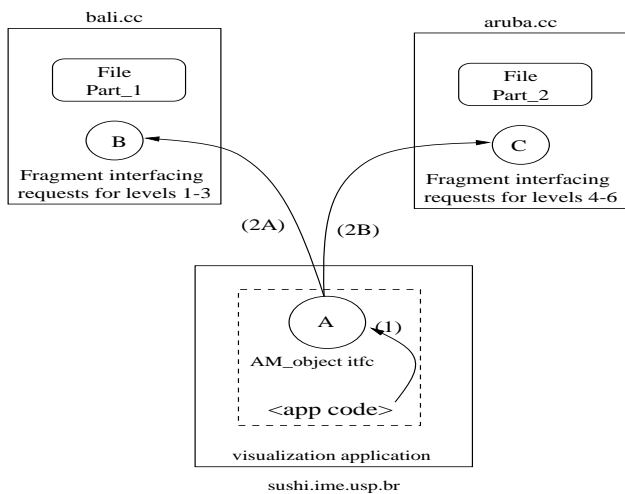 bali.cc
aruba.cc
File
Part_1
File
Part_2
B
C
Fragment interfacing
requests for levels 1-3
Fragment interfacing
requests for levels 4-6
(2A)
(2B)
A
(1)
AM_object itfc
<app code>
visualization application
sushi.ime.usp.br